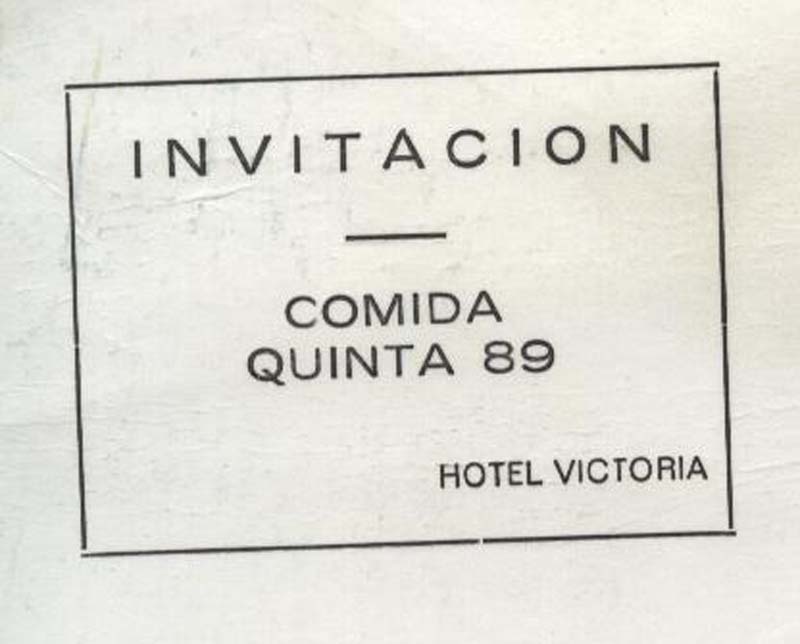 INVITACION
COMIDA
QUINTA 89
HOTEL VICTORIA